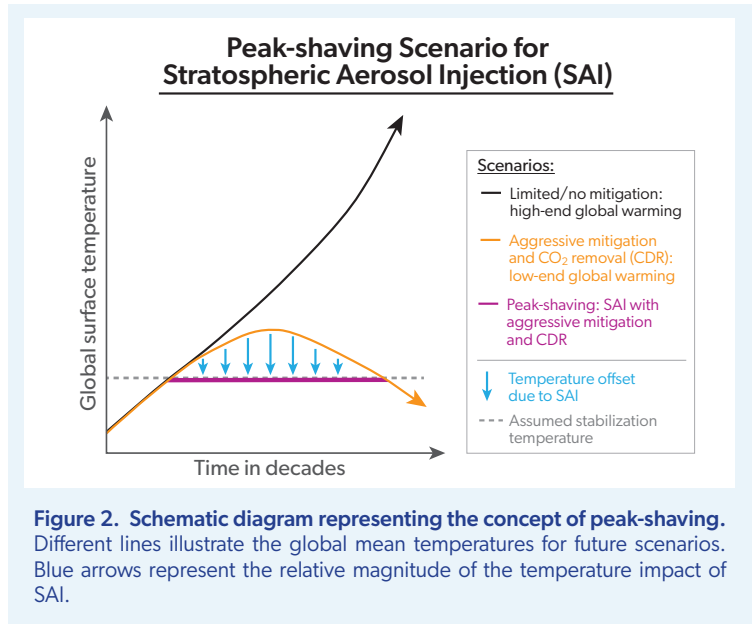 Peak-shaving Scenario for
Stratospheric Aerosol Injection (SAI)
Global surface temperature
Time in decades
Scenarios:
Limited/no mitigation:
high-end global warming
Aggressive mitigation
and CO₂ removal (CDR):
low-end global warming
Peak-shaving: SAI with
aggressive mitigation
and CDR
Temperature offset
due to SAI
Assumed stabilization
temperature
Figure 2. Schematic diagram representing the concept of peak-shaving.
Different lines illustrate the global mean temperatures for future scenarios.
Blue arrows represent the relative magnitude of the temperature impact of
SAI.